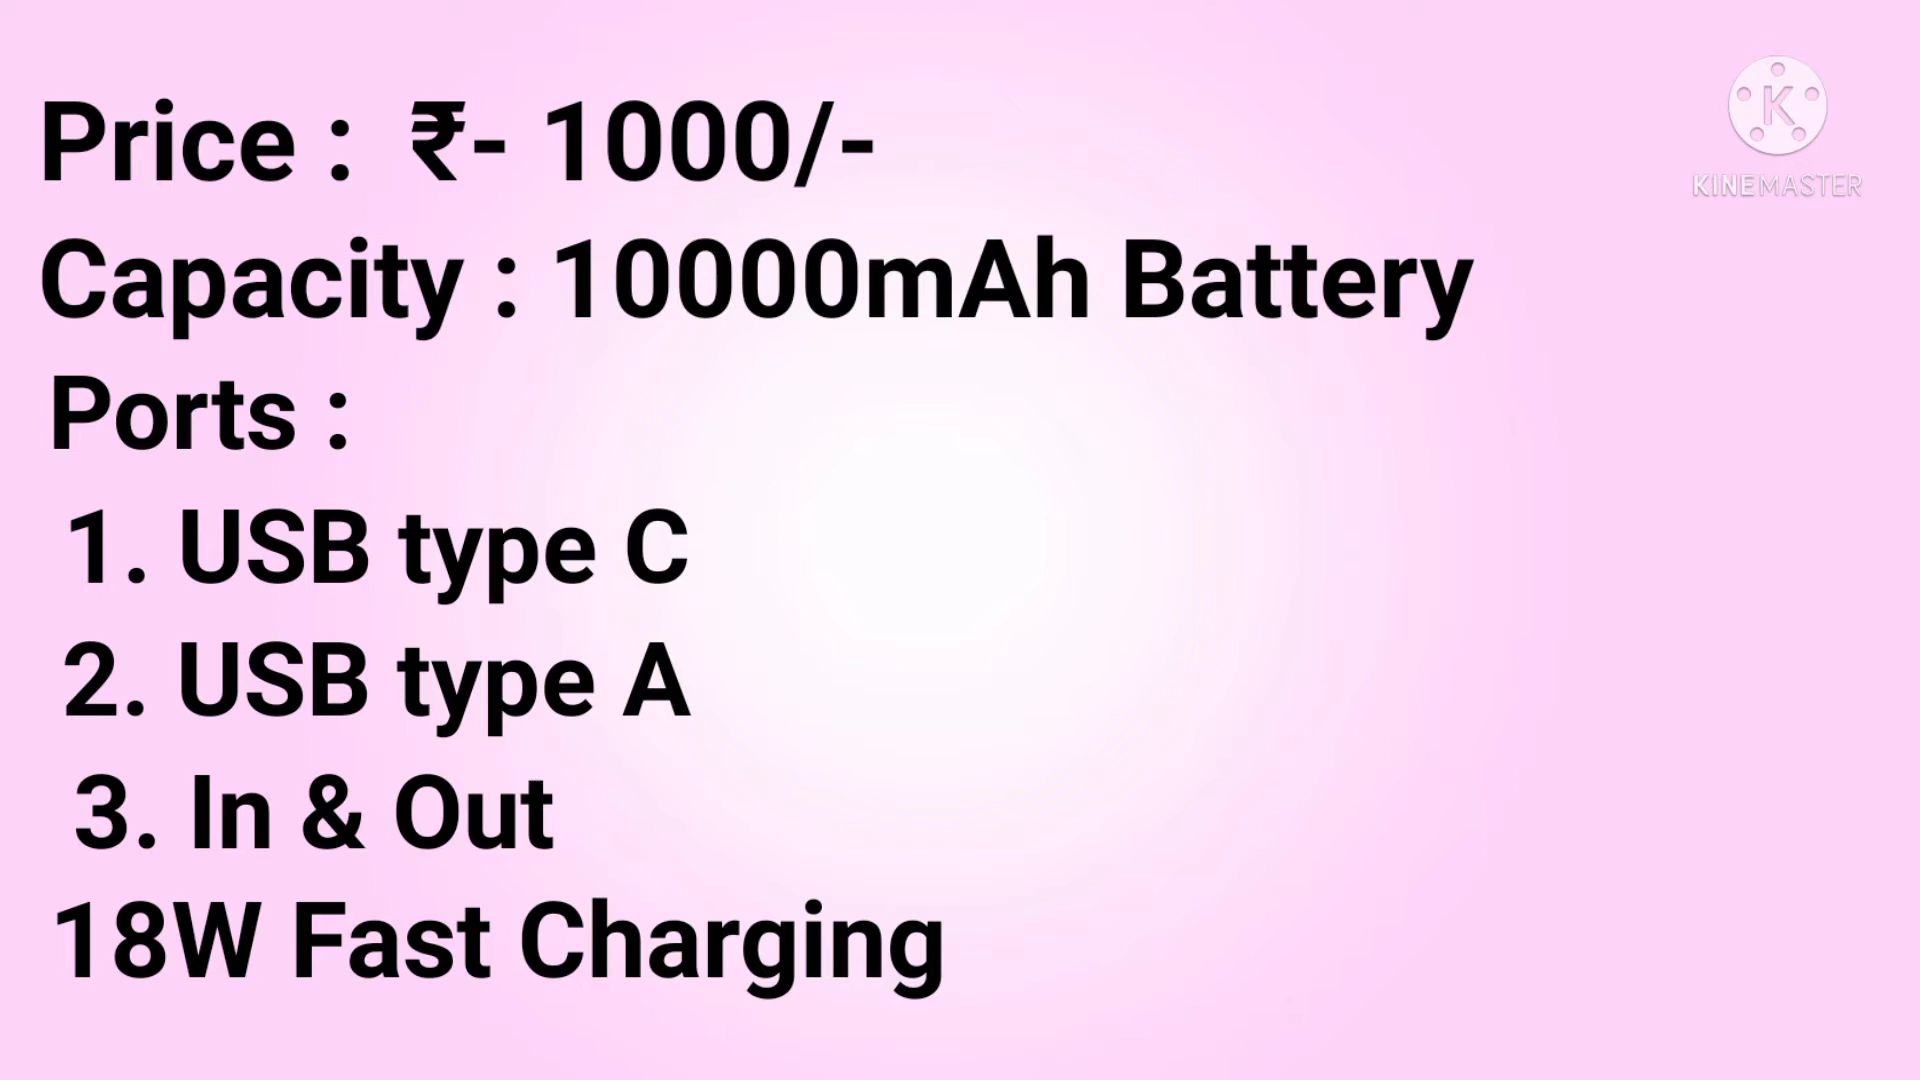 Price :  ₹- 1000/-
KINEMASTER
Capacity : 10000mAh Battery
Ports :
1. USB type C
2. USB type A
3. In & Out
18W Fast Charging